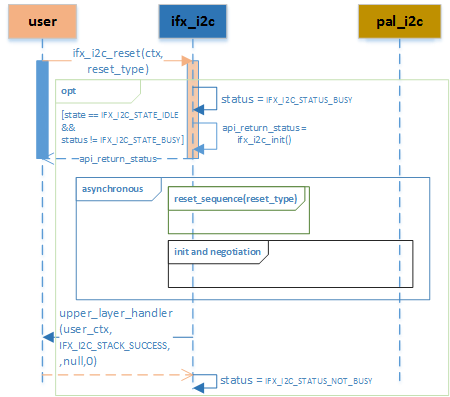 user
ifx_i2c
pal_i2c
ifx_i2c_reset(ctx,
reset_type)
opt
status = IFX_I2C_STATUS_BUSY
[state == IFX_I2C_STATE_IDLE
&&
status != IFX_I2C_STATE_BUSY]
api_return_status =
ifx_i2c_init()
api_return_status
asynchronous
reset_sequence(reset_type)
init and negotiation
upper_layer_handler
(user_ctx,
IFX_I2C_STACK_SUCCESS,
,null,0)
status = IFX_I2C_STATUS_NOT_BUSY